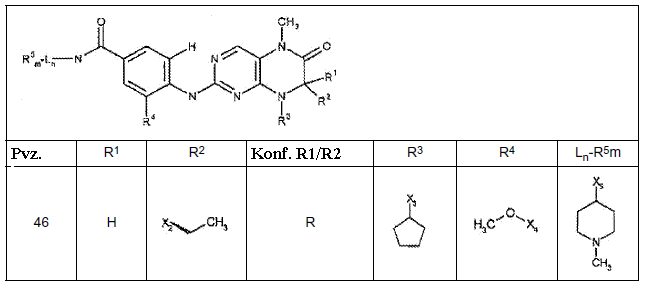 CH₃
O
N
N
O
R⁵m-Lₙ
N
H
R¹
N
N
N
R²
H
R⁴
R³
Pvz. R¹ R² Konf. R1/R2 R³ R⁴ Lₙ-R⁵m
46 H X₂ CH₃ R X₃ H₃C O X₄ X₅
N
CH₃